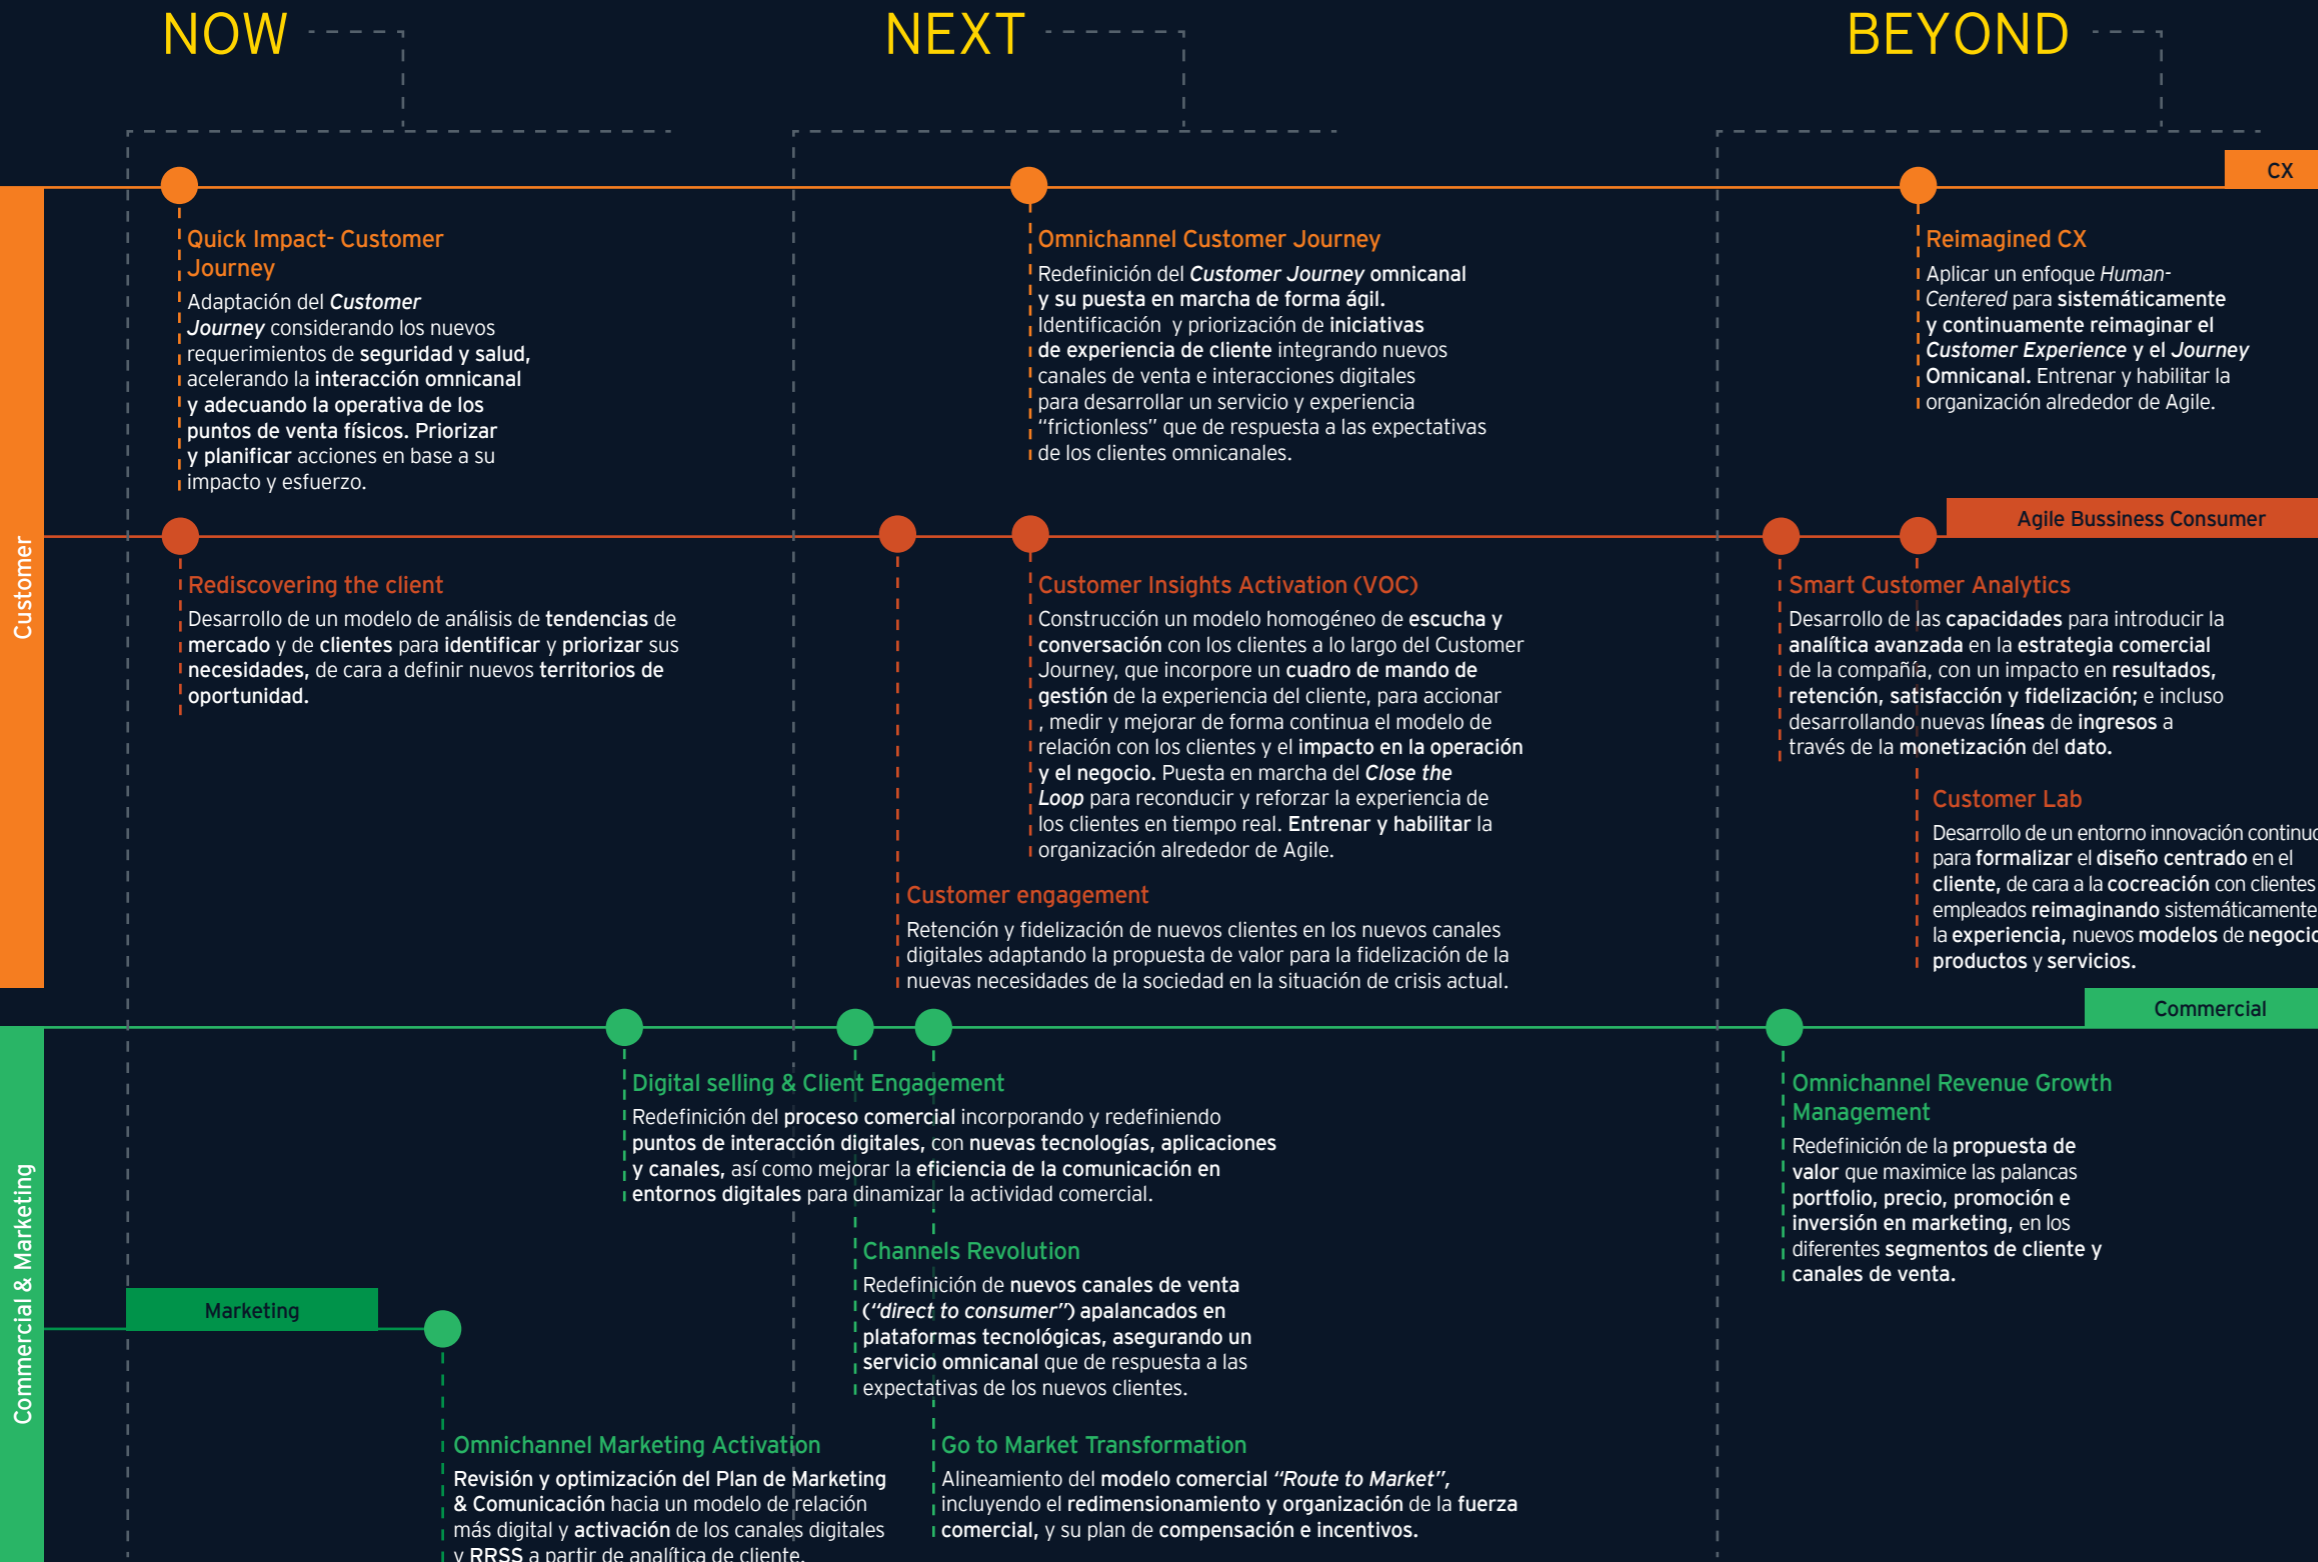 NOW
NEXT
BEYOND
CX
Customer
Quick Impact- Customer
Journey
Adaptación del Customer
Journey considerando los nuevos
requerimientos de seguridad y salud,
acelerando la interacción omnicanal
y adecuando la operativa de los
puntos de venta físicos. Priorizar
y planificar acciones en base a su
impacto y esfuerzo.
Omnichannel Customer Journey
Redefinición del Customer Journey omnicanal
y su puesta en marcha de forma ágil.
Identificación y priorización de iniciativas
de experiencia de cliente integrando nuevos
canales de venta e interacciones digitales
para desarrollar un servicio y experiencia
“frictionless” que de respuesta a las expectativas
de los clientes omnicanales.
Reimagined CX
Aplicar un enfoque Human-
Centered para sistemáticamente
y continuamente reimaginar el
Customer Experience y el Journey
Omnicanal. Entrenar y habilitar la
organización alrededor de Agile.
Agile Bussiness Consumer
Rediscovering the client
Desarrollo de un modelo de análisis de tendencias de
mercado y de clientes para identificar y priorizar sus
necesidades, de cara a definir nuevos territorios de
oportunidad.
Customer Insights Activation (VOC)
Construcción un modelo homogéneo de escucha y
conversación con los clientes a lo largo del Customer
Journey, que incorpore un cuadro de mando de
gestión de la experiencia del cliente, para accionar
, medir y mejorar de forma continua el modelo de
relación con los clientes y el impacto en la operación
y el negocio. Puesta en marcha del Close the
Loop para reconducir y reforzar la experiencia de
los clientes en tiempo real. Entrenar y habilitar la
organización alrededor de Agile.
Customer engagement
Retención y fidelización de nuevos clientes en los nuevos canales
digitales adaptando la propuesta de valor para la fidelización de la
nuevas necesidades de la sociedad en la situación de crisis actual.
Smart Customer Analytics
Desarrollo de las capacidades para introducir la
analítica avanzada en la estrategia comercial
de la compañía, con un impacto en resultados,
retención, satisfacción y fidelización; e incluso
desarrollando nuevas líneas de ingresos a
través de la monetización del dato.
Customer Lab
Desarrollo de un entorno innovación continuo
para formalizar el diseño centrado en el
cliente, de cara a la cocreación con clientes
empleados reimaginando sistemáticamente
la experiencia, nuevos modelos de negocio
productos y servicios.
Commercial
Commercial & Marketing
Digital selling & Client Engagement
Redefinición del proceso comercial incorporando y redefiniendo
puntos de interacción digitales, con nuevas tecnologías, aplicaciones
y canales, así como mejorar la eficiencia de la comunicación en
entornos digitales para dinamizar la actividad comercial.
Channels Revolution
Redefinición de nuevos canales de venta
(“direct to consumer”) apalancados en
plataformas tecnológicas, asegurando un
servicio omnicanal que de respuesta a las
expectativas de los nuevos clientes.
Omnichannel Revenue Growth
Management
Redefinición de la propuesta de
valor que maximice las palancas
portfolio, precio, promoción e
inversión en marketing, en los
diferentes segmentos de cliente y
canales de venta.
Marketing
Omnichannel Marketing Activation
Revisión y optimización del Plan de Marketing
& Comunicación hacia un modelo de relación
más digital y activación de los canales digitales
y RRSS a partir de analítica de cliente.
Go to Market Transformation
Alineamiento del modelo comercial “Route to Market”,
incluyendo el redimensionamiento y organización de la fuerza
comercial, y su plan de compensación e incentivos.